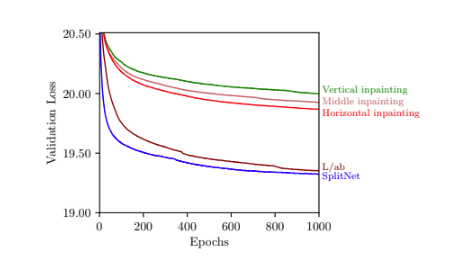 20.50
20.00
19.50
19.00
Validation Loss
0 200 400 600 800 1000
Epochs
Vertical inpainting
Middle inpainting
Horizontal inpainting
L/ab
SplitNet